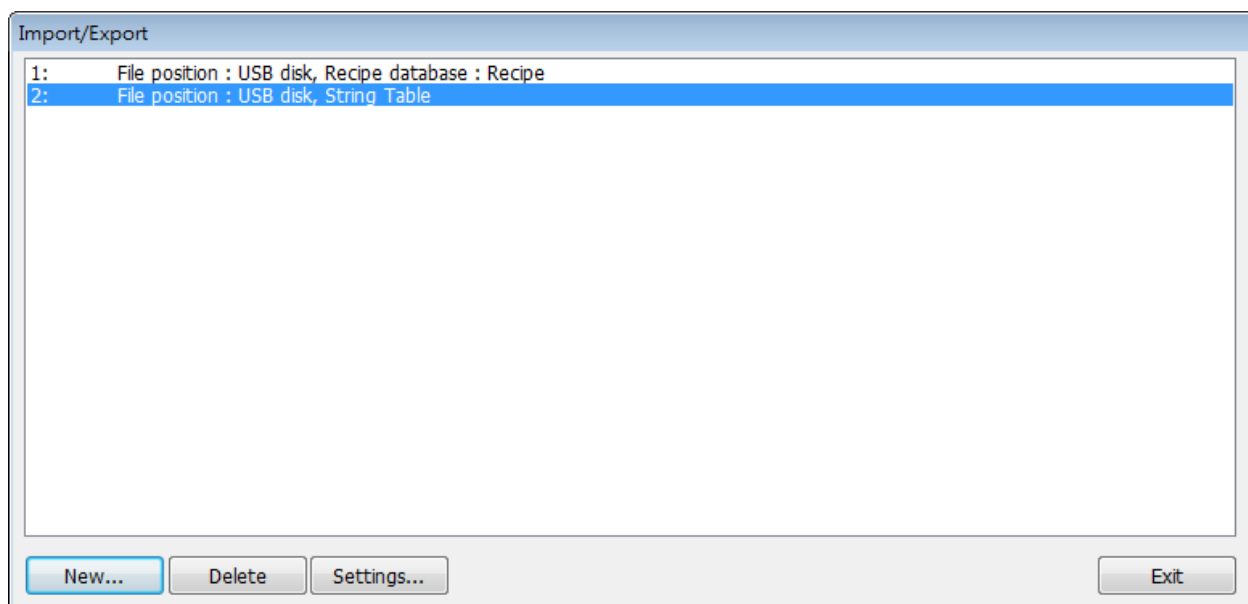 Import/Export
1: File position : USB disk, Recipe database : Recipe
2: File position : USB disk, String Table
New... Delete Settings... Exit